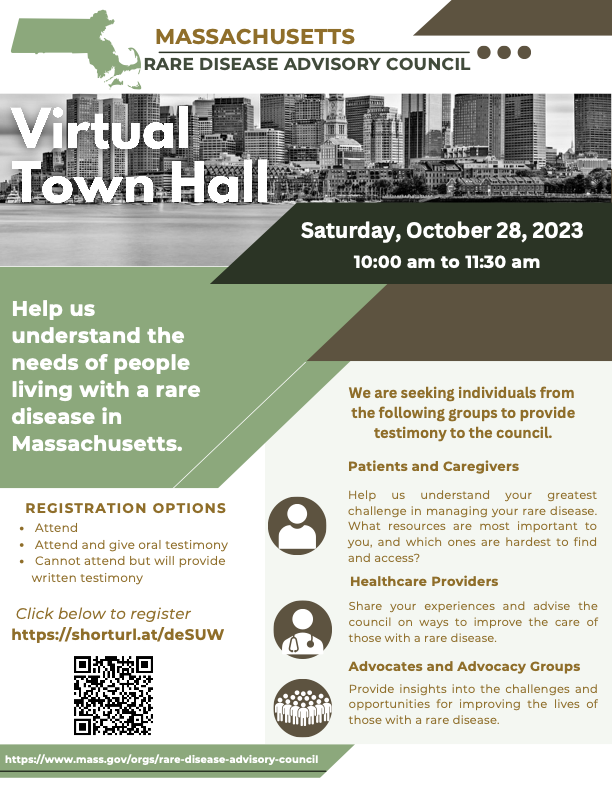 MASSACHUSETTS
RARE DISEASE ADVISORY COUNCIL
Virtual
Town Hall
Saturday, October 28, 2023
10:00 am to 11:30 am
Help us
understand the
needs of people
living with a rare
disease in
Massachusetts.
We are seeking individuals from
the following groups to provide
testimony to the council.
Patients and Caregivers
Help us understand your greatest
challenge in managing your rare disease.
What resources are most important to
you, and which ones are hardest to find
and access?
Healthcare Providers
Share your experiences and advise the
council on ways to improve the care of
those with a rare disease.
Advocates and Advocacy Groups
Provide insights into the challenges and
opportunities for improving the lives of
those with a rare disease.
REGISTRATION OPTIONS
• Attend
• Attend and give oral testimony
• Cannot attend but will provide
written testimony
Click below to register
https://shorturl.at/deSUW
https://www.mass.gov/orgs/rare-disease-advisory-council